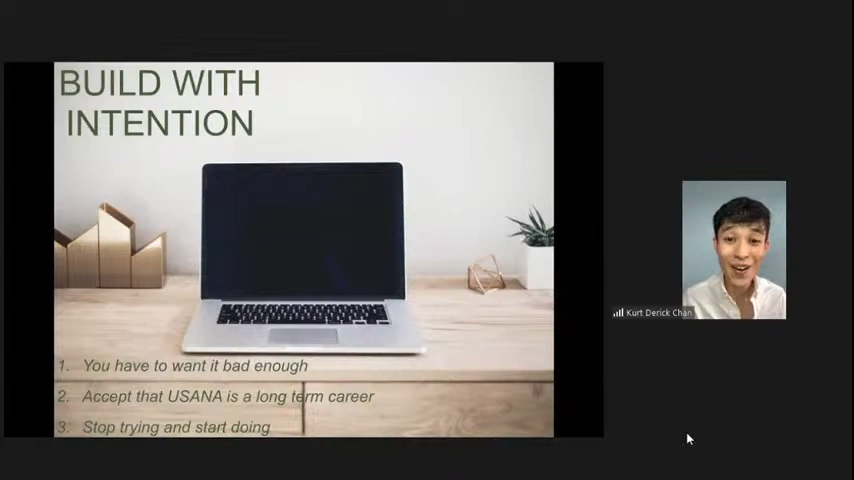 BUILD WITH
INTENTION
1. You have to want it bad enough
2. Accept that USANA is a long term career
3. Stop trying and start doing
Kurt Derick Chan